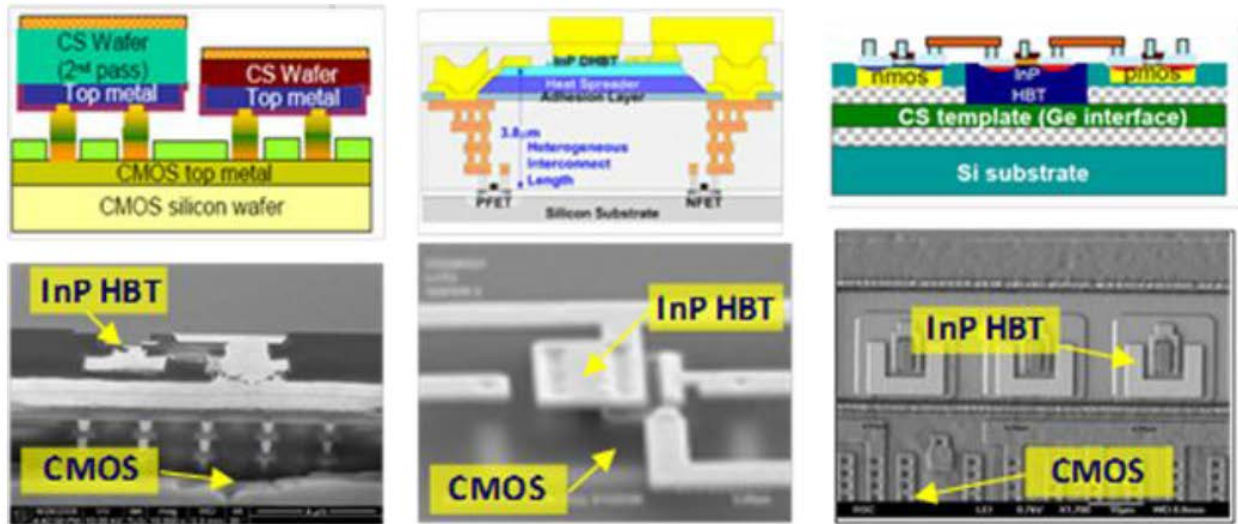 CS Wafer
(2nd pass)
Top metal
CS Wafer
Top metal
CMOS top metal
CMOS silicon wafer
InP DHBT
Heat Spreader
Adhesion Layer
3.8μm
Heterogeneous
Interconnect
Length
PFET
NFET
Silicon Substrate
nmos
InP
HBT
pmos
CS template (Ge interface)
Si substrate
InP HBT
CMOS
InP HBT
CMOS
InP HBT
CMOS